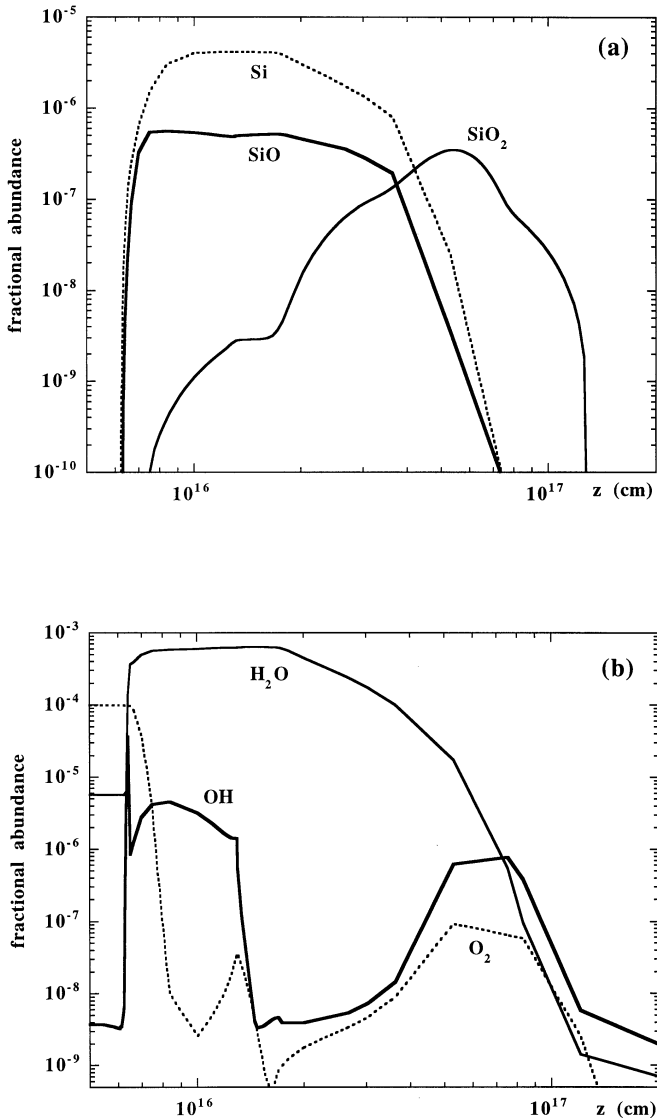 10⁻⁵
(a)
Si
10⁻⁶
SiO
SiO₂
10⁻⁷
fractional abundance
10⁻⁸
10⁻⁹
10⁻¹⁰
10¹⁶
10¹⁷
z (cm)
10⁻³
(b)
H₂O
10⁻⁴
10⁻⁵
OH
10⁻⁶
fractional abundance
10⁻⁷
O₂
10⁻⁸
10⁻⁹
10¹⁶
10¹⁷
z (cm)